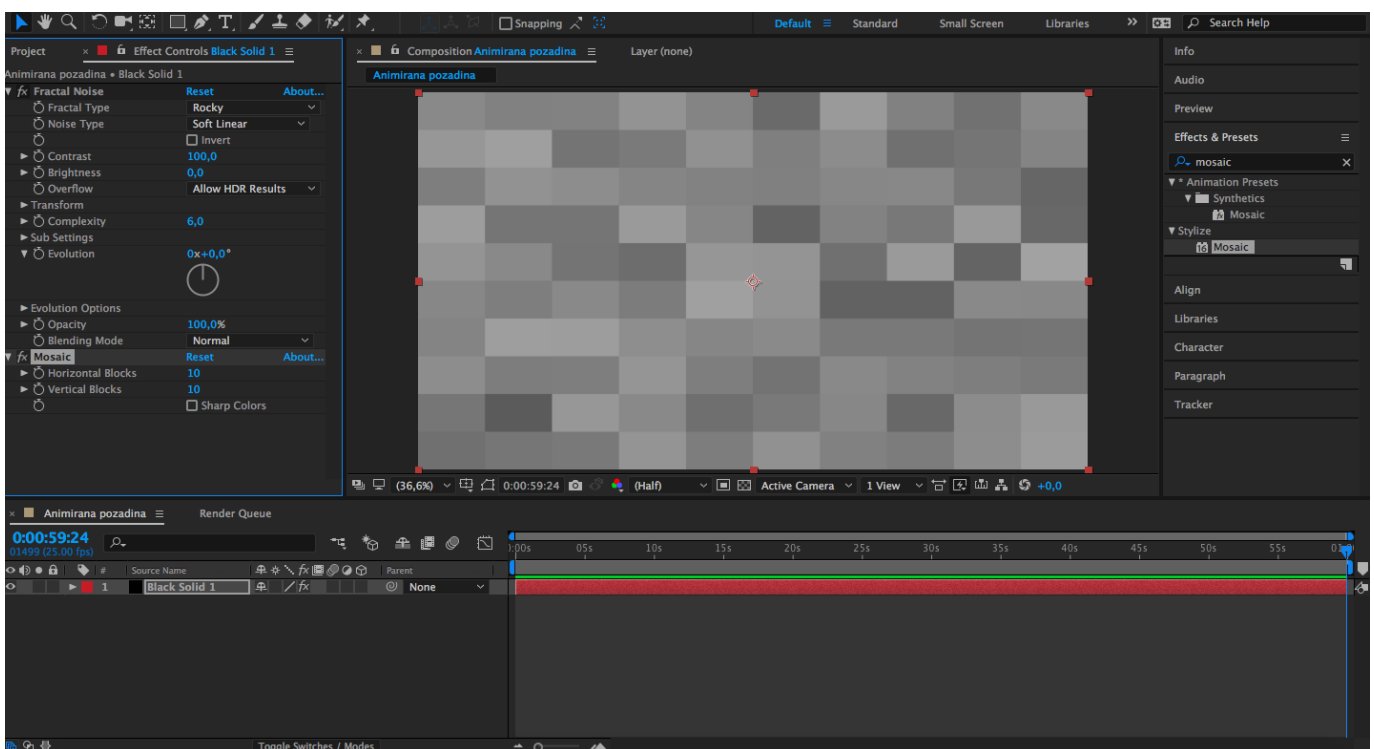 Snapping Default Standard Small Screen Libraries Search Help
Project Effect Controls Black Solid 1
Animirana pozadina • Black Solid 1
fx Fractal Noise Reset About...
Fractal Type Rocky
Noise Type Soft Linear
Invert
Contrast 100,0
Brightness 0,0
Overflow Allow HDR Results
Transform
Complexity 6,0
Sub Settings
Evolution 0x+0,0°
Evolution Options
Opacity 100,0%
Blending Mode Normal
fx Mosaic Reset About...
Horizontal Blocks 10
Vertical Blocks 10
Sharp Colors
Composition Animirana pozadina Layer (none)
Animirana pozadina
(36,6%) 0:00:59:24 (Half) Active Camera 1 View +0,0
Info
Audio
Preview
Effects & Presets
mosaic
* Animation Presets
Synthetics
Mosaic
Stylize
16 Mosaic
Align
Libraries
Character
Paragraph
Tracker
Animirana pozadina Render Queue
0:00:59:24
01499 (25.00 fps)
):00s 05s 10s 15s 20s 25s 30s 35s 40s 45s 50s 55s
# Source Name fx Parent
1 Black Solid 1 fx None
Toggle Switches / Modes